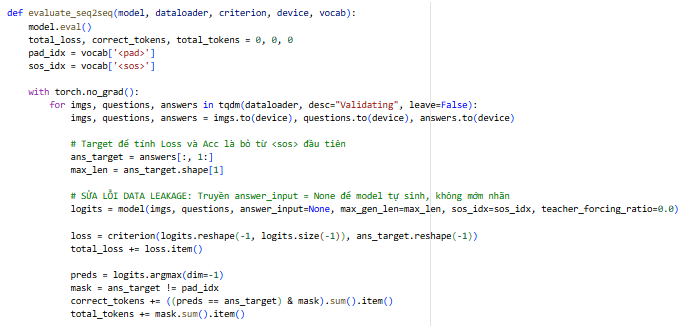 def evaluate_seq2seq(model, dataloader, criterion, device, vocab):
    model.eval()
    total_loss, correct_tokens, total_tokens = 0, 0, 0
    pad_idx = vocab['<pad>']
    sos_idx = vocab['<sos>']

    with torch.no_grad():
        for imgs, questions, answers in tqdm(dataloader, desc="Validating", leave=False):
            imgs, questions, answers = imgs.to(device), questions.to(device), answers.to(device)

            # Target để tính Loss và Acc là bỏ từ <sos> đầu tiên
            ans_target = answers[:, 1:]
            max_len = ans_target.shape[1]

            # SỬA LỖI DATA LEAKAGE: Truyền answer_input = None để model tự sinh, không mớm nhãn
            logits = model(imgs, questions, answer_input=None, max_gen_len=max_len, sos_idx=sos_idx, teacher_forcing_ratio=0.0)

            loss = criterion(logits.reshape(-1, logits.size(-1)), ans_target.reshape(-1))
            total_loss += loss.item()

            preds = logits.argmax(dim=-1)
            mask = ans_target != pad_idx
            correct_tokens += ((preds == ans_target) & mask).sum().item()
            total_tokens += mask.sum().item()